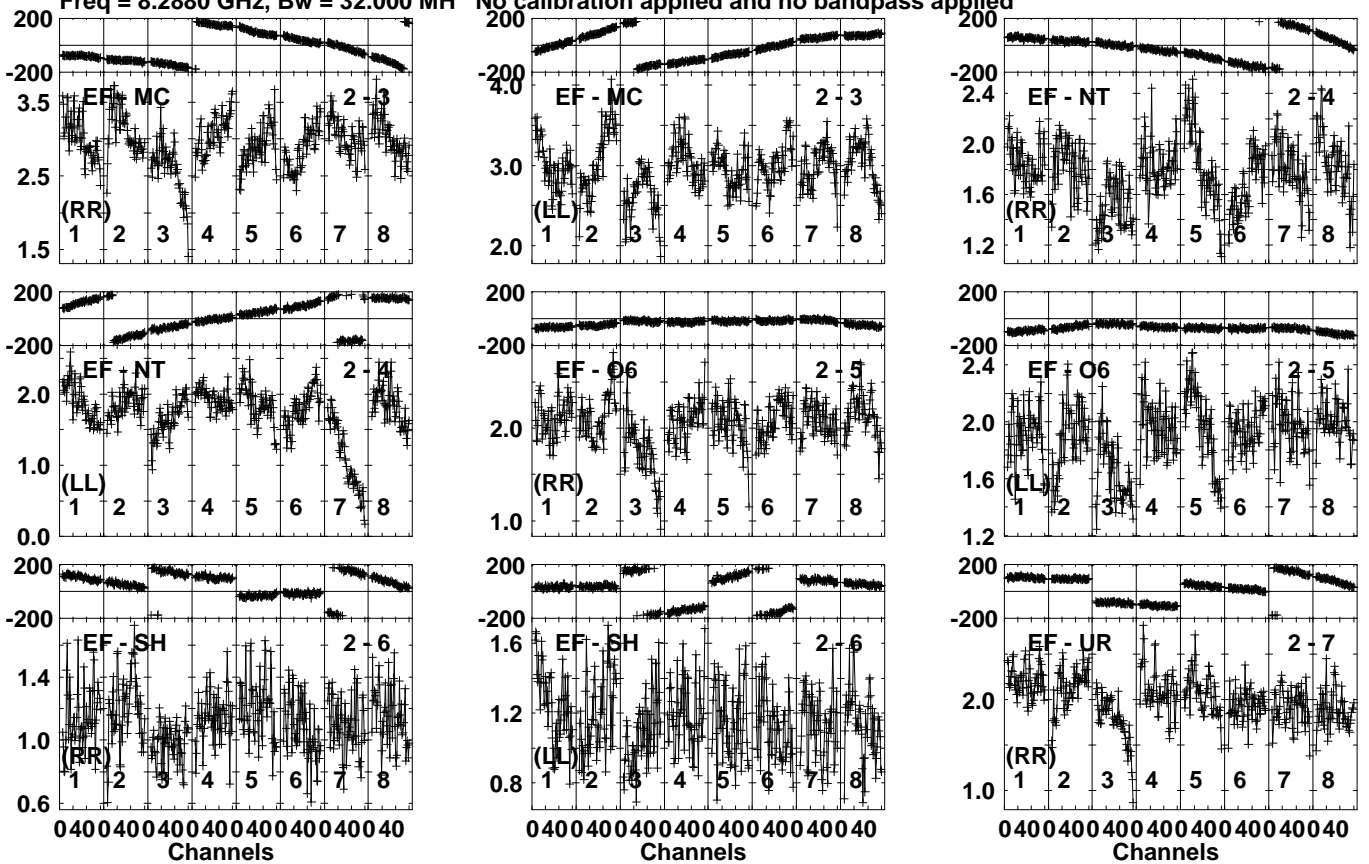 Freq = 8.2880 GHz, Bw = 32.000 MH No calibration applied and no bandpass applied
200 200 200
-200 -200 -200
EF - MC 2 - 3 EF - MC 2 - 3 EF - NT 2 - 4
3.5 4.0 2.4
2.5 3.0 2.0
1.5 2.0 1.6
1.2
(RR) (LL) (RR)
1 2 3 4 5 6 7 8 1 2 3 4 5 6 7 8 1 2 3 4 5 6 7 8
200 200 200
-200 -200 -200
EF - NT 2 - 4 EF - O6 2 - 5 EF - O6 2 - 5
2.0 2.0 2.4
1.0 1.0 2.0
0.0 1.6
1.2
(LL) (RR) (LL)
1 2 3 4 5 6 7 8 1 2 3 4 5 6 7 8 1 2 3 4 5 6 7 8
200 200 200
-200 -200 -200
EF - SH 2 - 6 EF - SH 2 - 6 EF - UR 2 - 7
1.4 1.6 2.0
1.0 1.2 1.0
0.6 0.8
(RR) (LL) (RR)
1 2 3 4 5 6 7 8 1 2 3 4 5 6 7 8 1 2 3 4 5 6 7 8
0 40 0 40 0 40 0 40 0 40 0 40 0 40 0 40 0 40 0 40 0 40 0 40 0 40 0 40 0 40 0 40 0 40 0 40 0 40 0 40 0 40 0 40 0 40 0 40
Channels Channels Channels